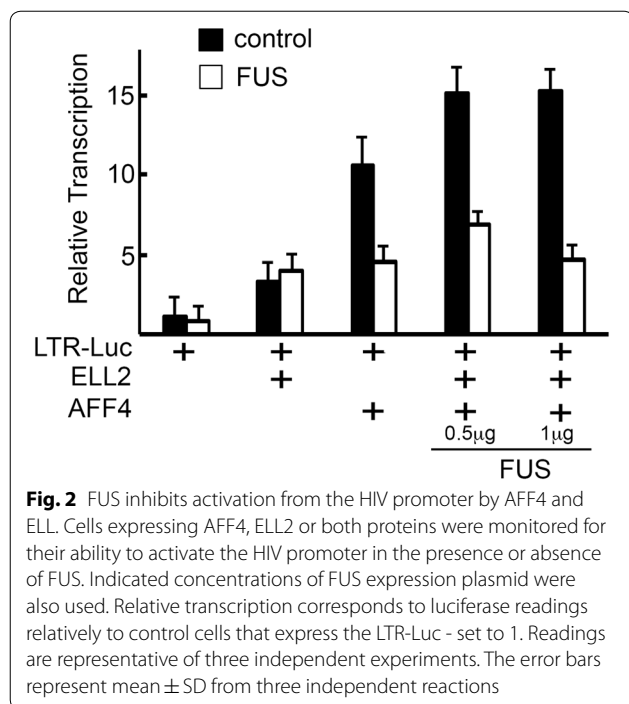 control
FUS
Relative Transcription
15
10
5
LTR-Luc + + + + +
ELL2 + + +
AFF4 + + +
0.5µg 1µg
FUS
Fig. 2 FUS inhibits activation from the HIV promoter by AFF4 and
ELL. Cells expressing AFF4, ELL2 or both proteins were monitored for
their ability to activate the HIV promoter in the presence or absence
of FUS. Indicated concentrations of FUS expression plasmid were
also used. Relative transcription corresponds to luciferase readings
relatively to control cells that express the LTR-Luc - set to 1. Readings
are representative of three independent experiments. The error bars
represent mean ± SD from three independent reactions